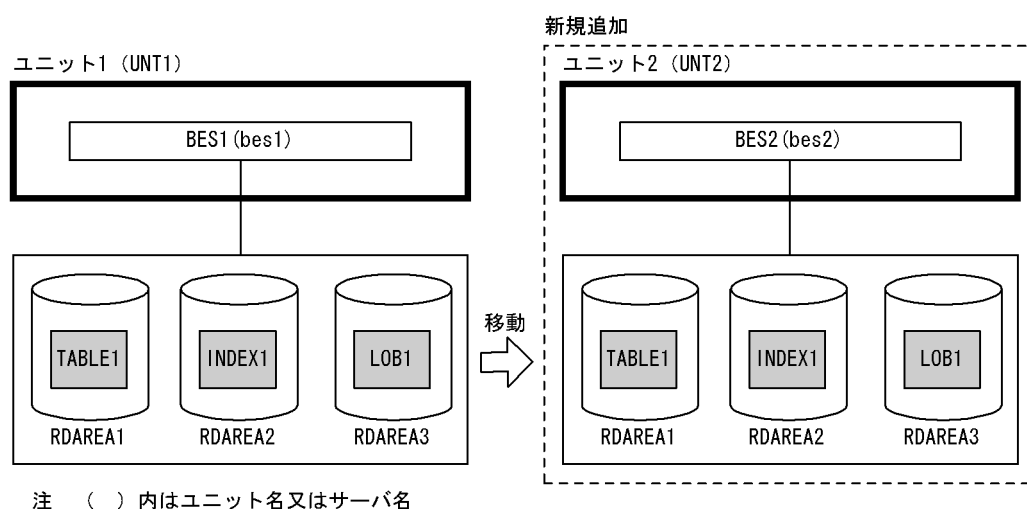 新規追加
ユニット1（UNT1）
ユニット2（UNT2）
BES1(bes1)
BES2(bes2)
TABLE1
INDEX1
LOB1
移動
TABLE1
INDEX1
LOB1
RDAREA1
RDAREA2
RDAREA3
RDAREA1
RDAREA2
RDAREA3
注　（　）内はユニット名又はサーバ名